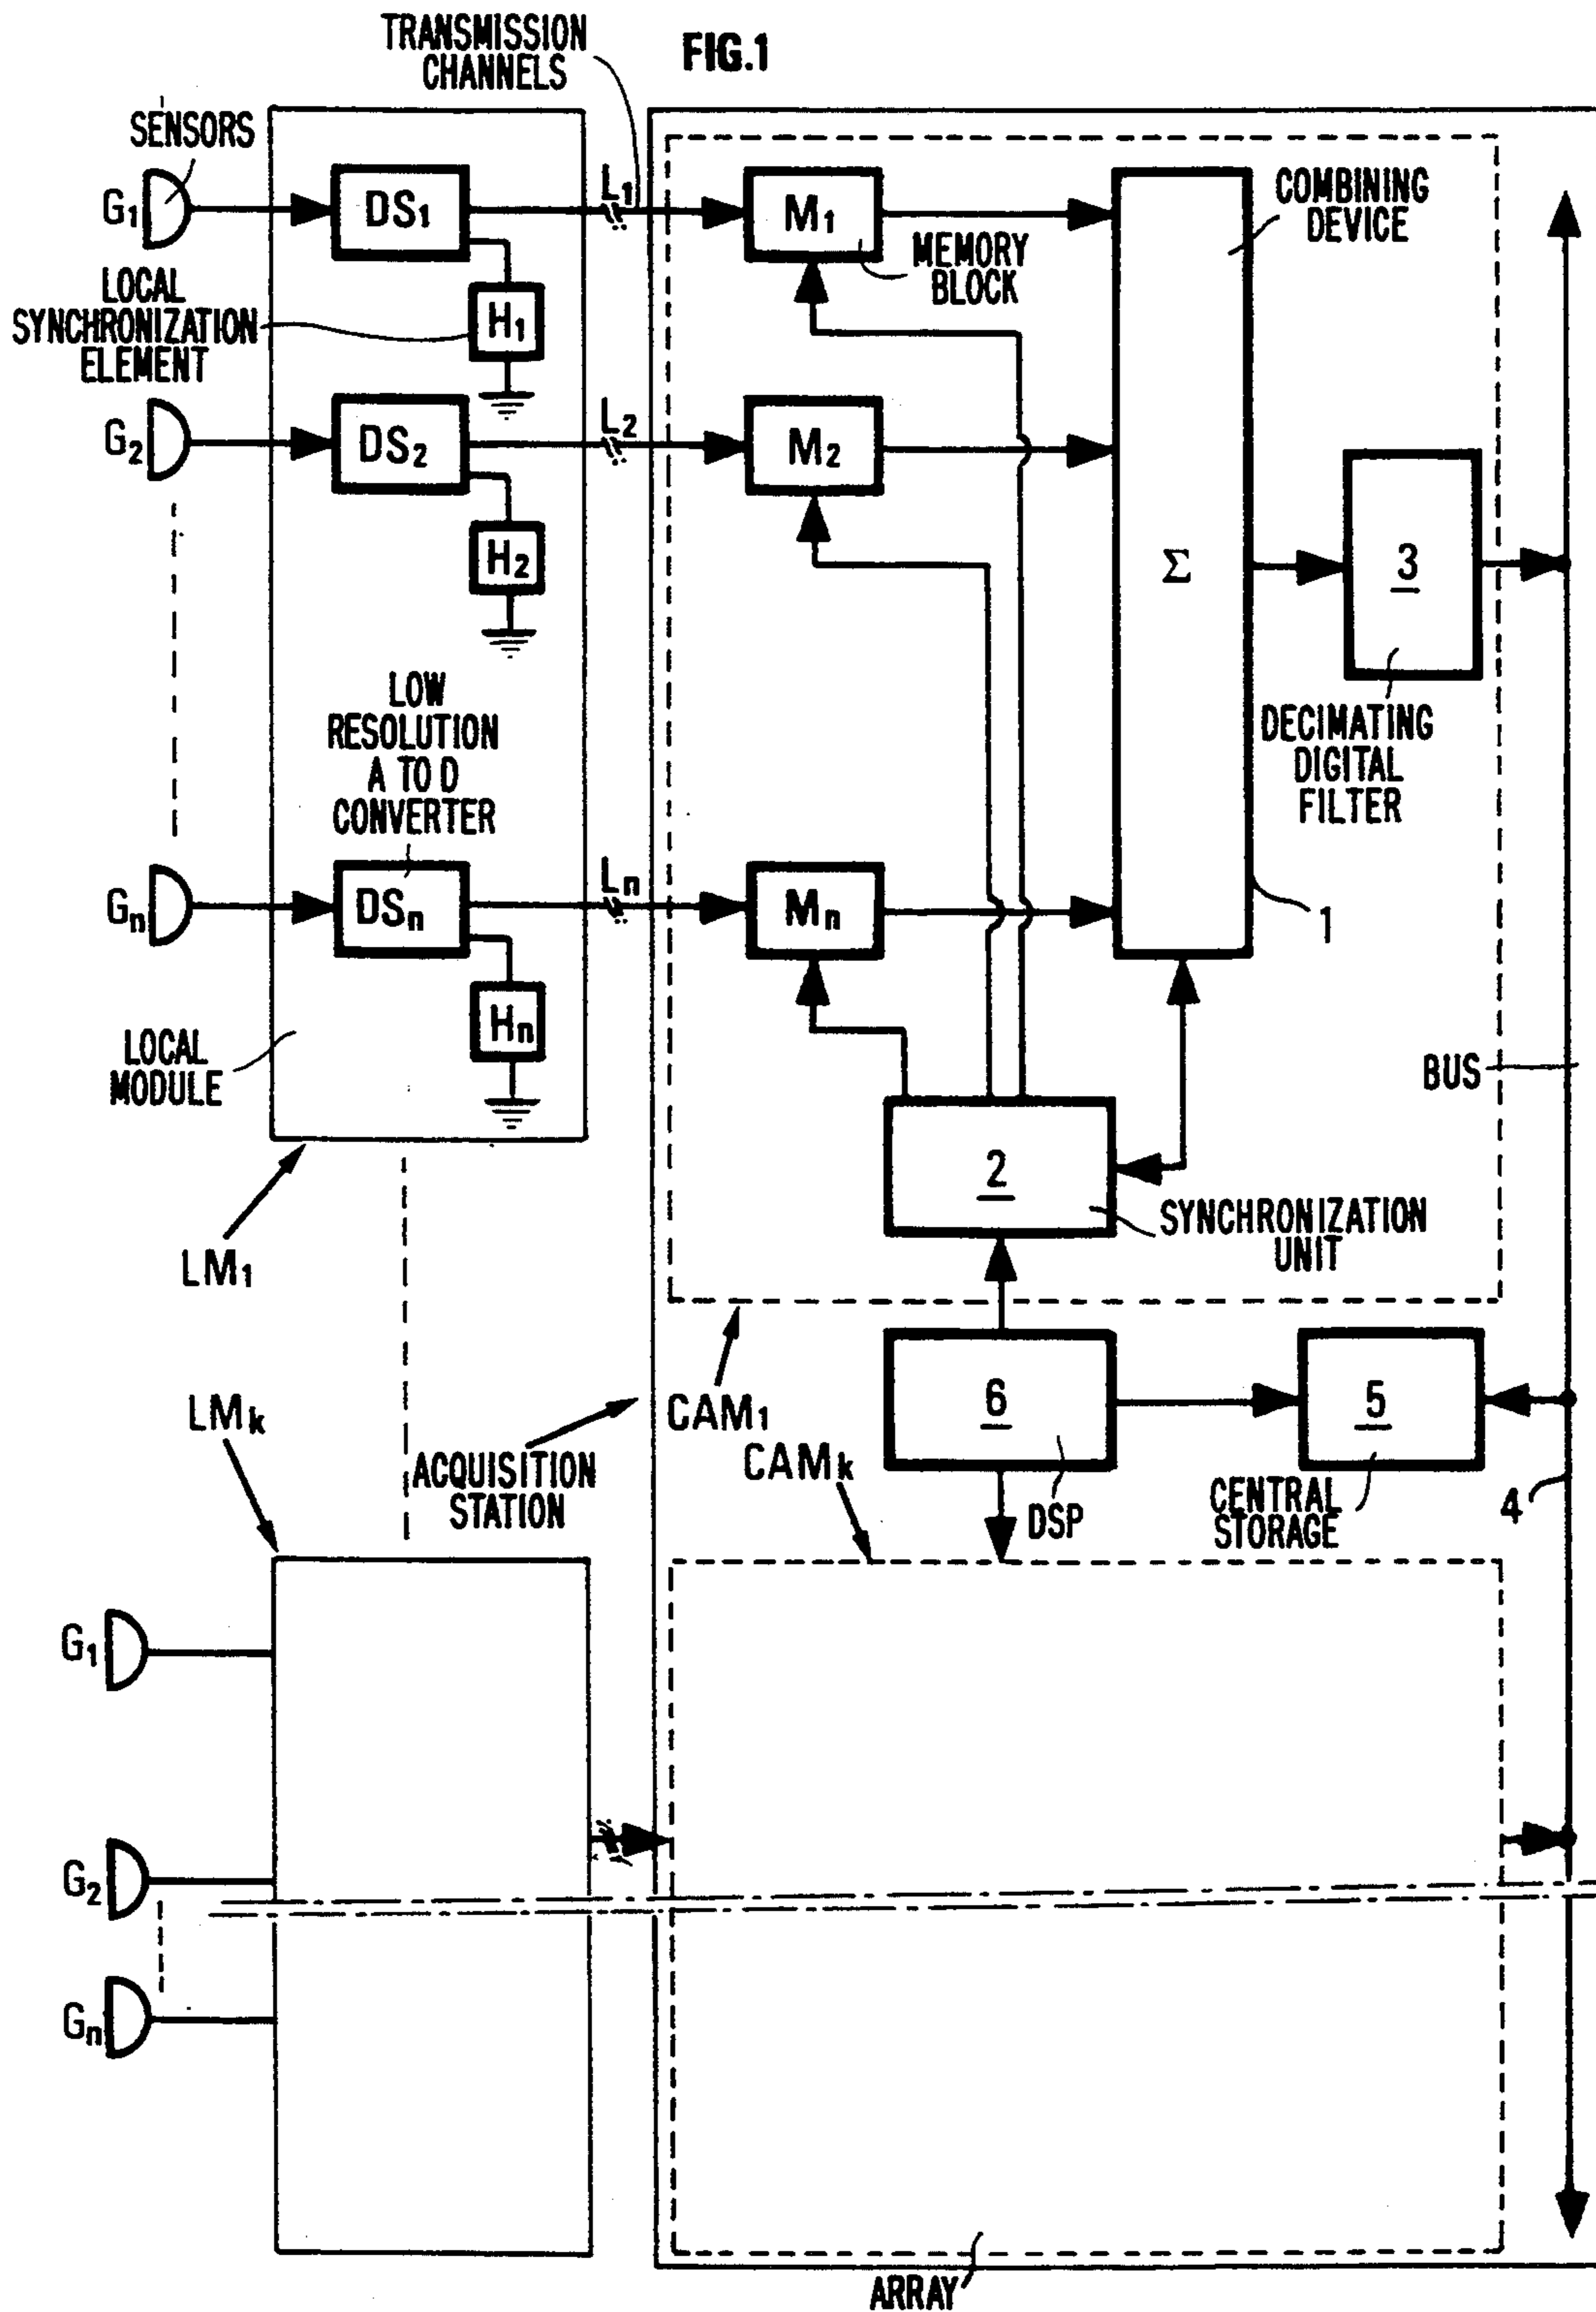 FIG.1
TRANSMISSION
CHANNELS
SENSORS
G1
DS1
L1
M1
MEMORY
BLOCK
COMBINING
DEVICE
LOCAL
SYNCHRONIZATION
ELEMENT
H1
G2
DS2
L2
M2
H2
Σ
3
LOW
RESOLUTION
A TO D
CONVERTER
DECIMATING
DIGITAL
FILTER
Gn
DSn
Ln
Mn
1
Hn
LOCAL
MODULE
BUS
2
SYNCHRONIZATION
UNIT
LM1
LMk
ACQUISITION
STATION
CAM1
CAMk
6
DSP
5
CENTRAL
STORAGE
4
G1
G2
Gn
ARRAY